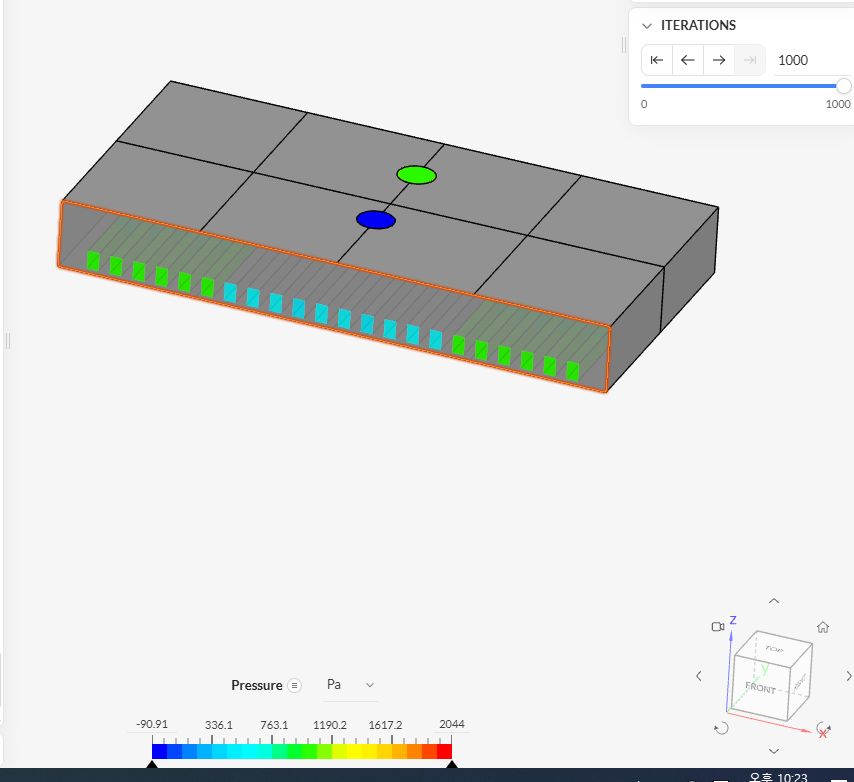 ITERATIONS
1000
0 1000
Z
TOP
Y
FRONT
X
Pressure Pa
-90.91 336.1 763.1 1190.2 1617.2 2044
오후 10:23